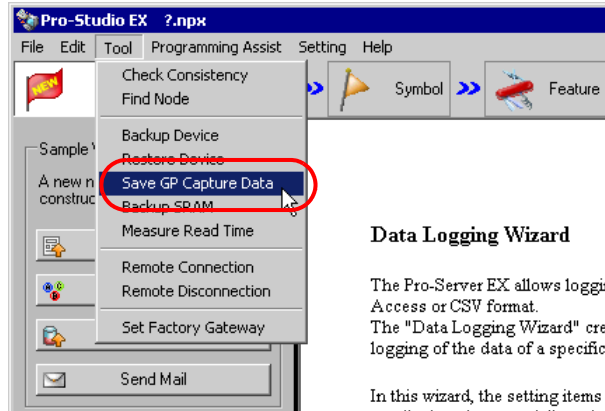 Pro-Studio EX ?.npx
File Edit Tool Programming Assist Setting Help
NEW
Symbol
Feature
Check Consistency
Find Node
Backup Device
Restore Device
Save GP Capture Data
Backup SRAM
Measure Read Time
Remote Connection
Remote Disconnection
Set Factory Gateway
Sample
A new n
construc
Send Mail
Data Logging Wizard
The Pro-Server EX allows loggi
Access or CSV format.
The "Data Logging Wizard" cre
logging of the data of a specific
In this wizard, the setting items